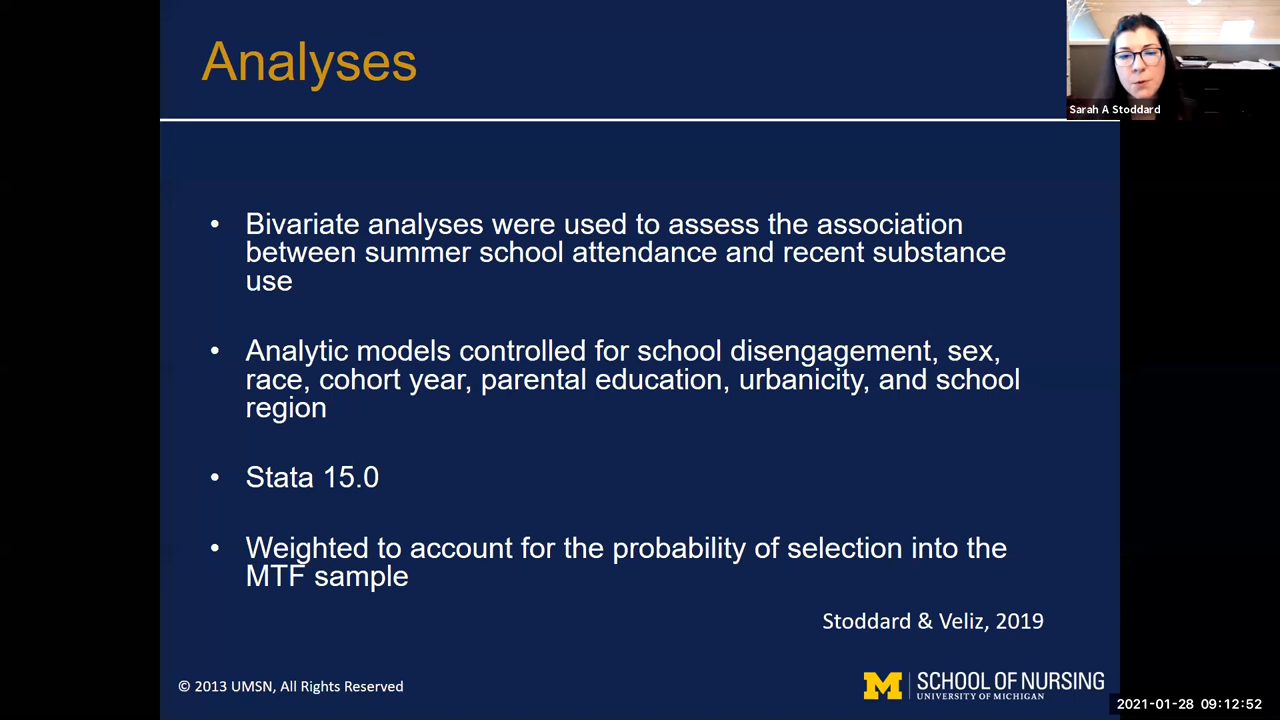 Analyses
Sarah A Stoddard
• Bivariate analyses were used to assess the association
between summer school attendance and recent substance
use
• Analytic models controlled for school disengagement, sex,
race, cohort year, parental education, urbanicity, and school
region
• Stata 15.0
• Weighted to account for the probability of selection into the
MTF sample
Stoddard & Veliz, 2019
© 2013 UMSN, All Rights Reserved
M SCHOOL OF NURSING
UNIVERSITY OF MICHIGAN
2021-01-28 09:12:52